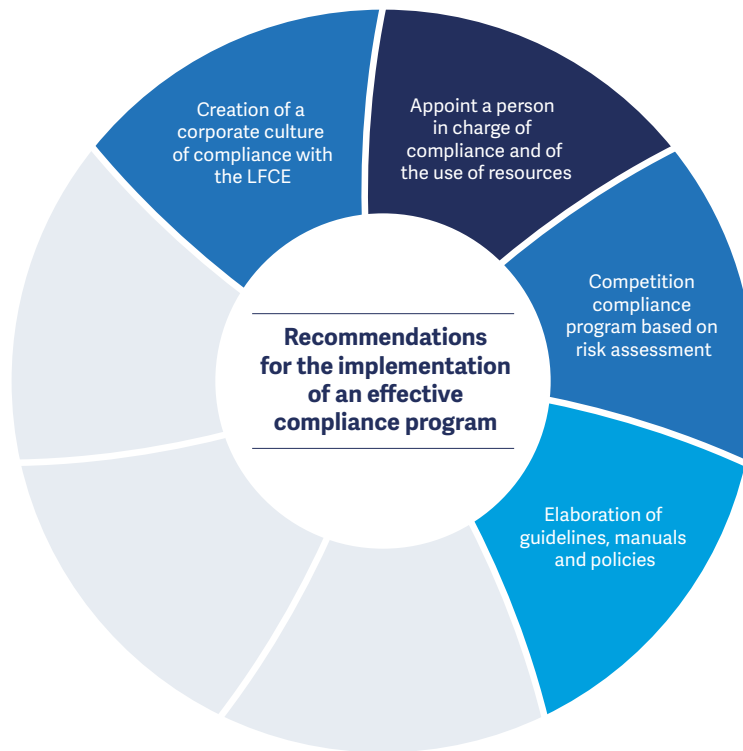 Creation of a
corporate culture
of compliance with
the LFCE
Appoint a person
in charge of
compliance and of
the use of resources
Competition
compliance
program based on
risk assessment
Elaboration of
guidelines, manuals
and policies
Recommendations
for the implementation
of an effective
compliance program